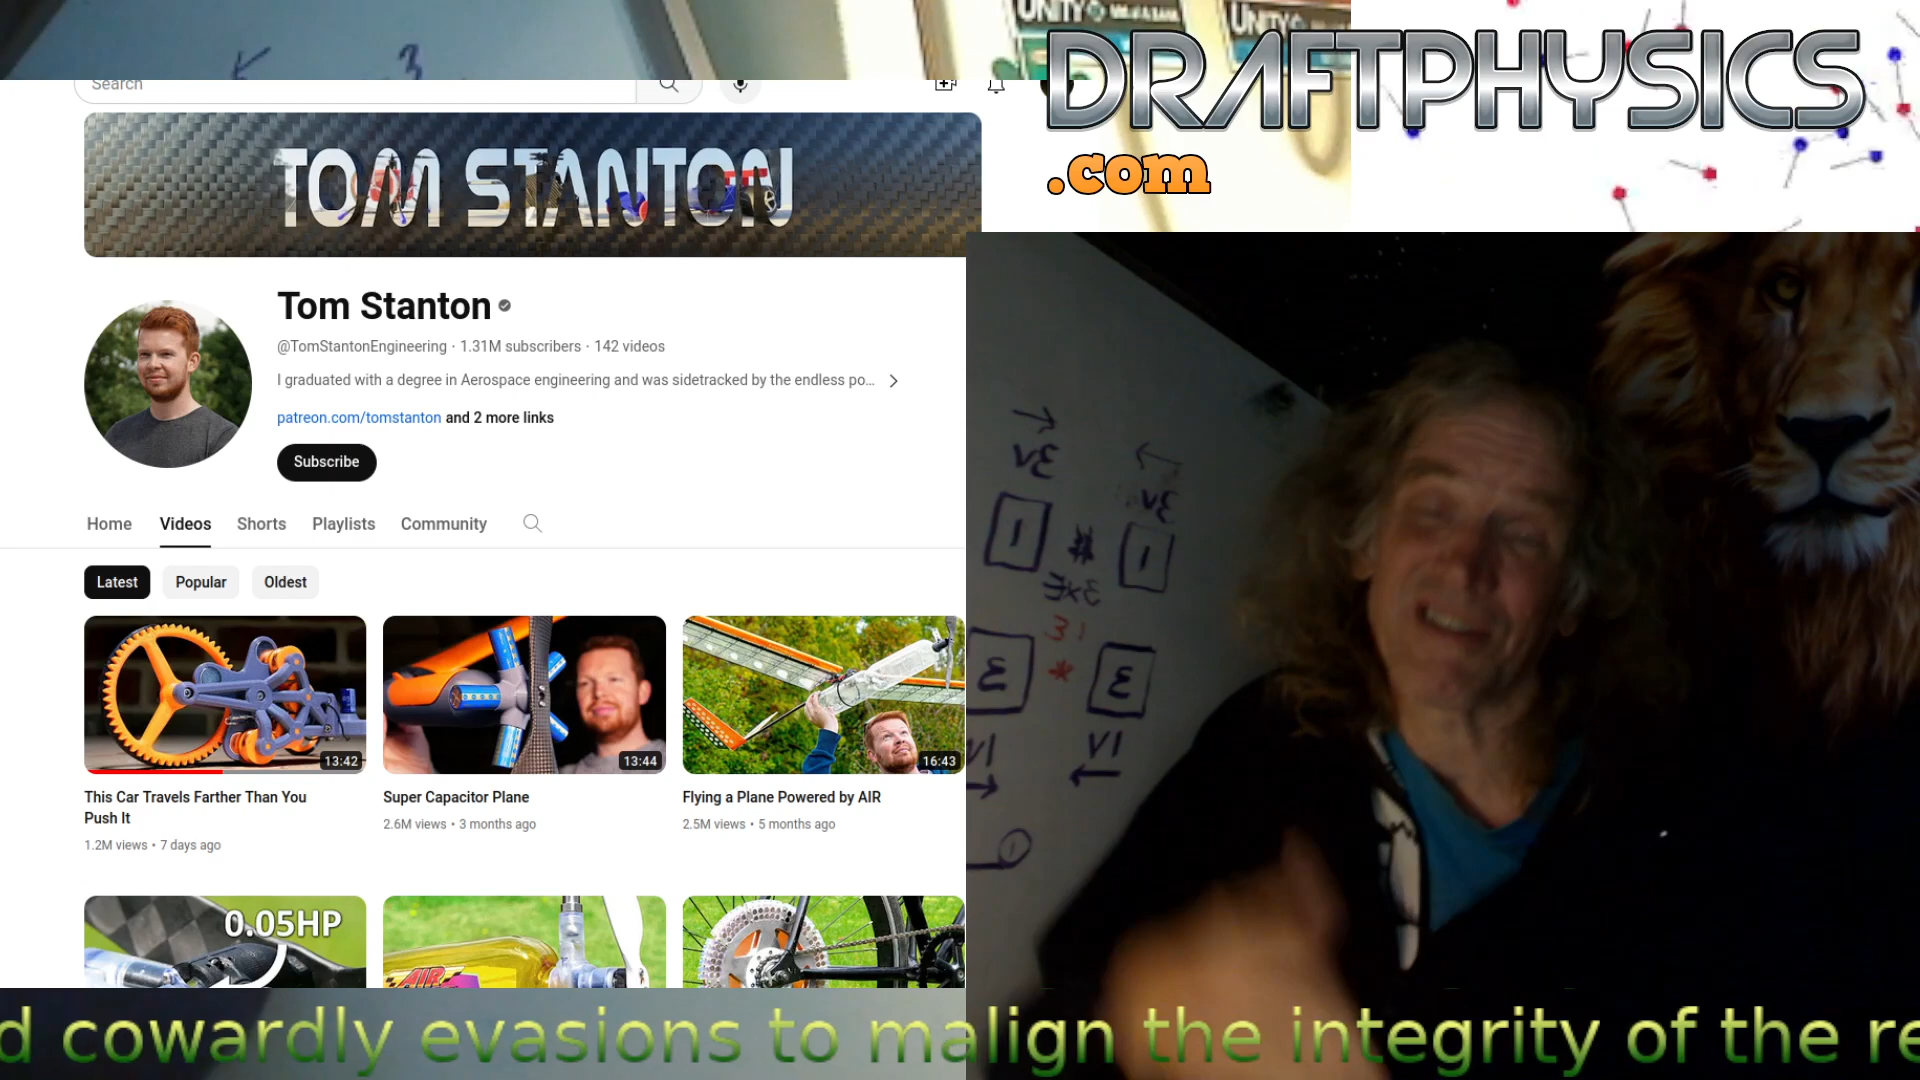 3
UNITY
UNITY
DRAFTPHYSICS
.com
Search
TOM STANTON
Tom Stanton
@TomStantonEngineering · 1.31M subscribers · 142 videos
I graduated with a degree in Aerospace engineering and was sidetracked by the endless po...
patreon.com/tomstanton and 2 more links
Subscribe
Home Videos Shorts Playlists Community
Latest Popular Oldest
13:42
13:44
16:43
This Car Travels Farther Than You
Push It
1.2M views • 7 days ago
Super Capacitor Plane
2.6M views • 3 months ago
Flying a Plane Powered by AIR
2.5M views • 5 months ago
0.05HP
AIR
d cowardly evasions to malign the integrity of the re